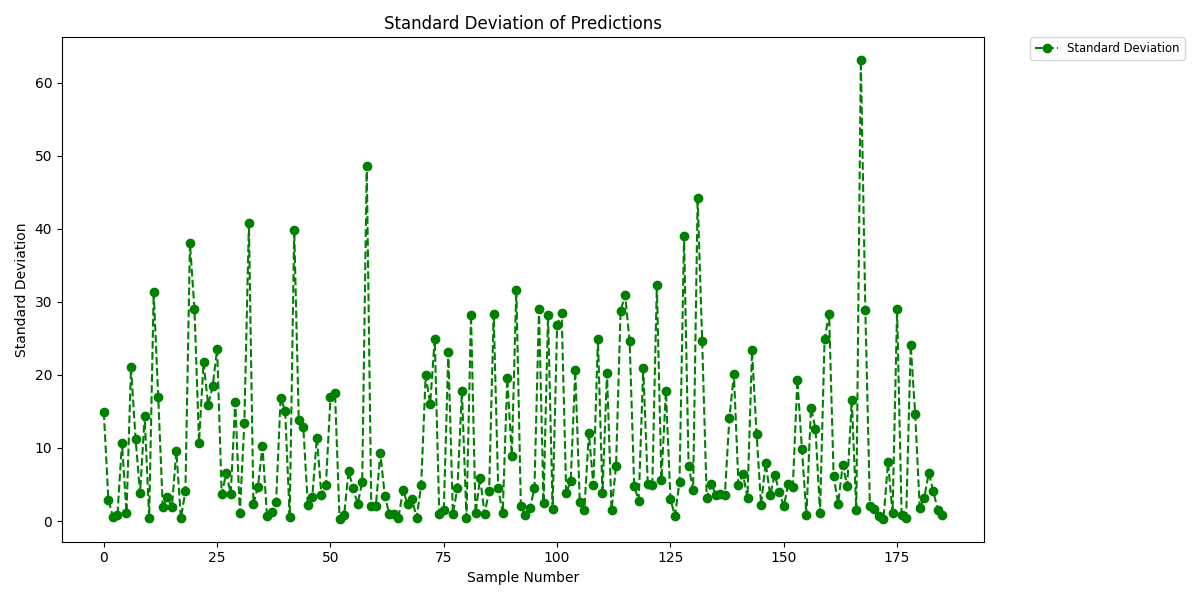 Standard Deviation of Predictions
Standard Deviation
60
50
40
30
20
10
0
Standard Deviation
0 25 50 75 100 125 150 175
Sample Number